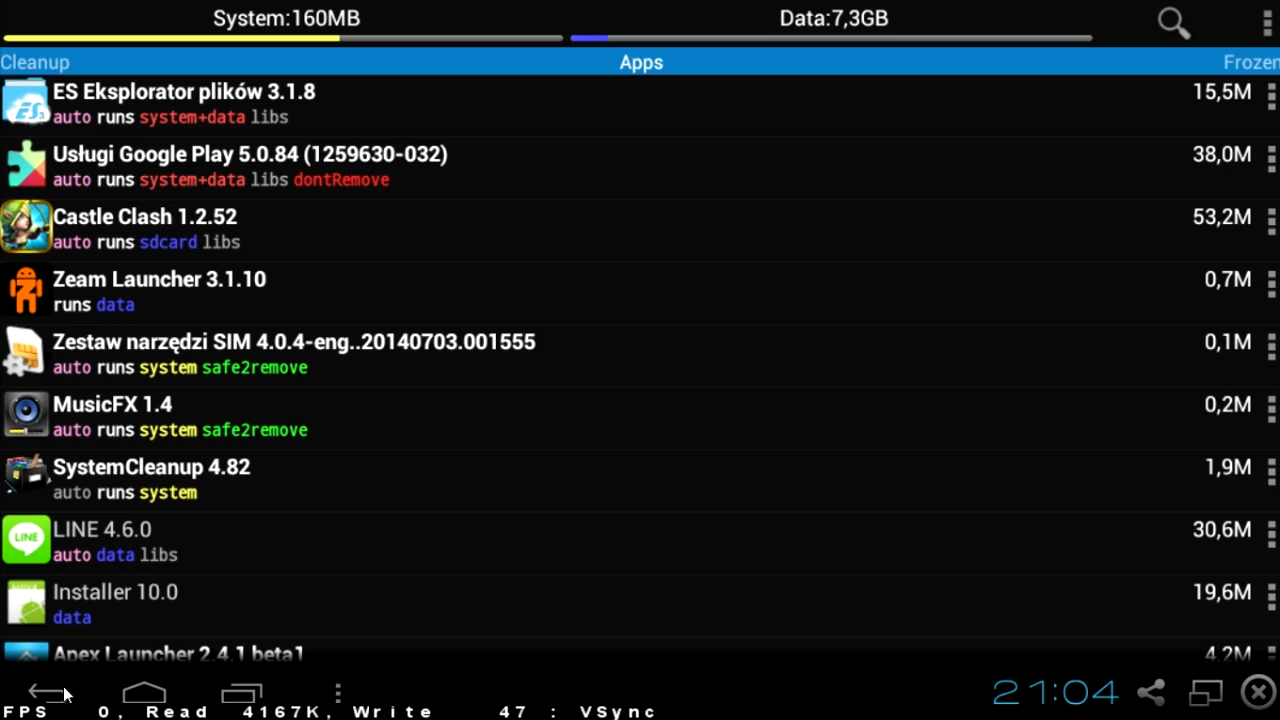 System:160MB Data:7,3GB
Cleanup Apps Frozen
ES Eksplorator plików 3.1.8 15,5M
auto runs system+data libs
Usługi Google Play 5.0.84 (1259630-032) 38,0M
auto runs system+data libs dontRemove
Castle Clash 1.2.52 53,2M
auto runs sdcard libs
Zeam Launcher 3.1.10 0,7M
runs data
Zestaw narzędzi SIM 4.0.4-eng..20140703.001555 0,1M
auto runs system safe2remove
MusicFX 1.4 0,2M
auto runs system safe2remove
SystemCleanup 4.82 1,9M
auto runs system
LINE
LINE 4.6.0 30,6M
auto data libs
Installer 10.0 19,6M
data
Apex Launcher 2.4.1 beta1 4,2M
21:04
FPS 0, Read 4167K, Write 47 : VSync